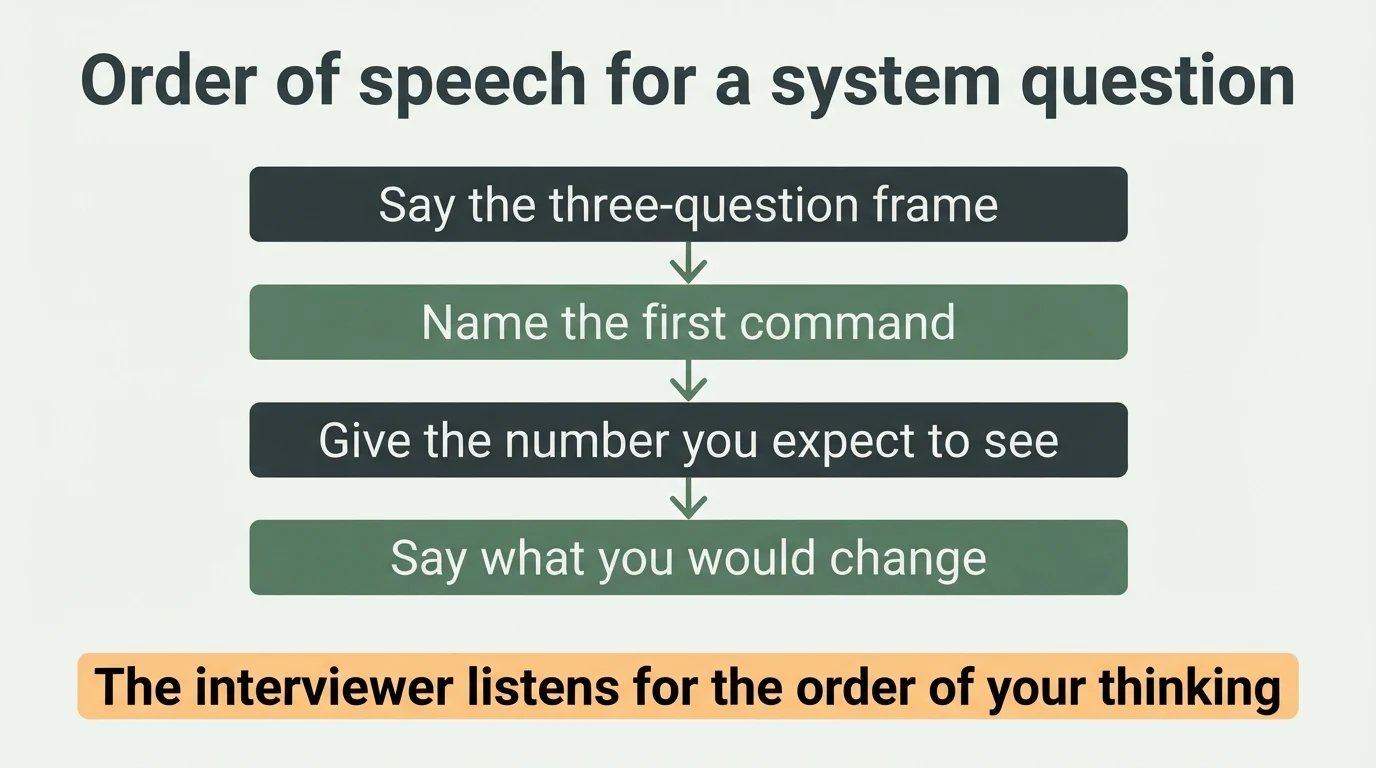 Order of speech for a system question
Say the three-question frame
Name the first command
Give the number you expect to see
Say what you would change
The interviewer listens for the order of your thinking